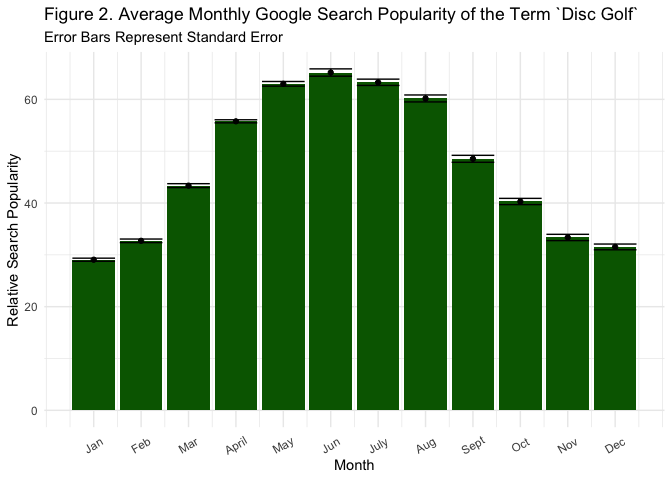 Figure 2. Average Monthly Google Search Popularity of the Term `Disc Golf`
Error Bars Represent Standard Error
Relative Search Popularity
60
40
20
0
Jan
Feb
Mar
April
May
Jun
July
Aug
Sept
Oct
Nov
Dec
Month